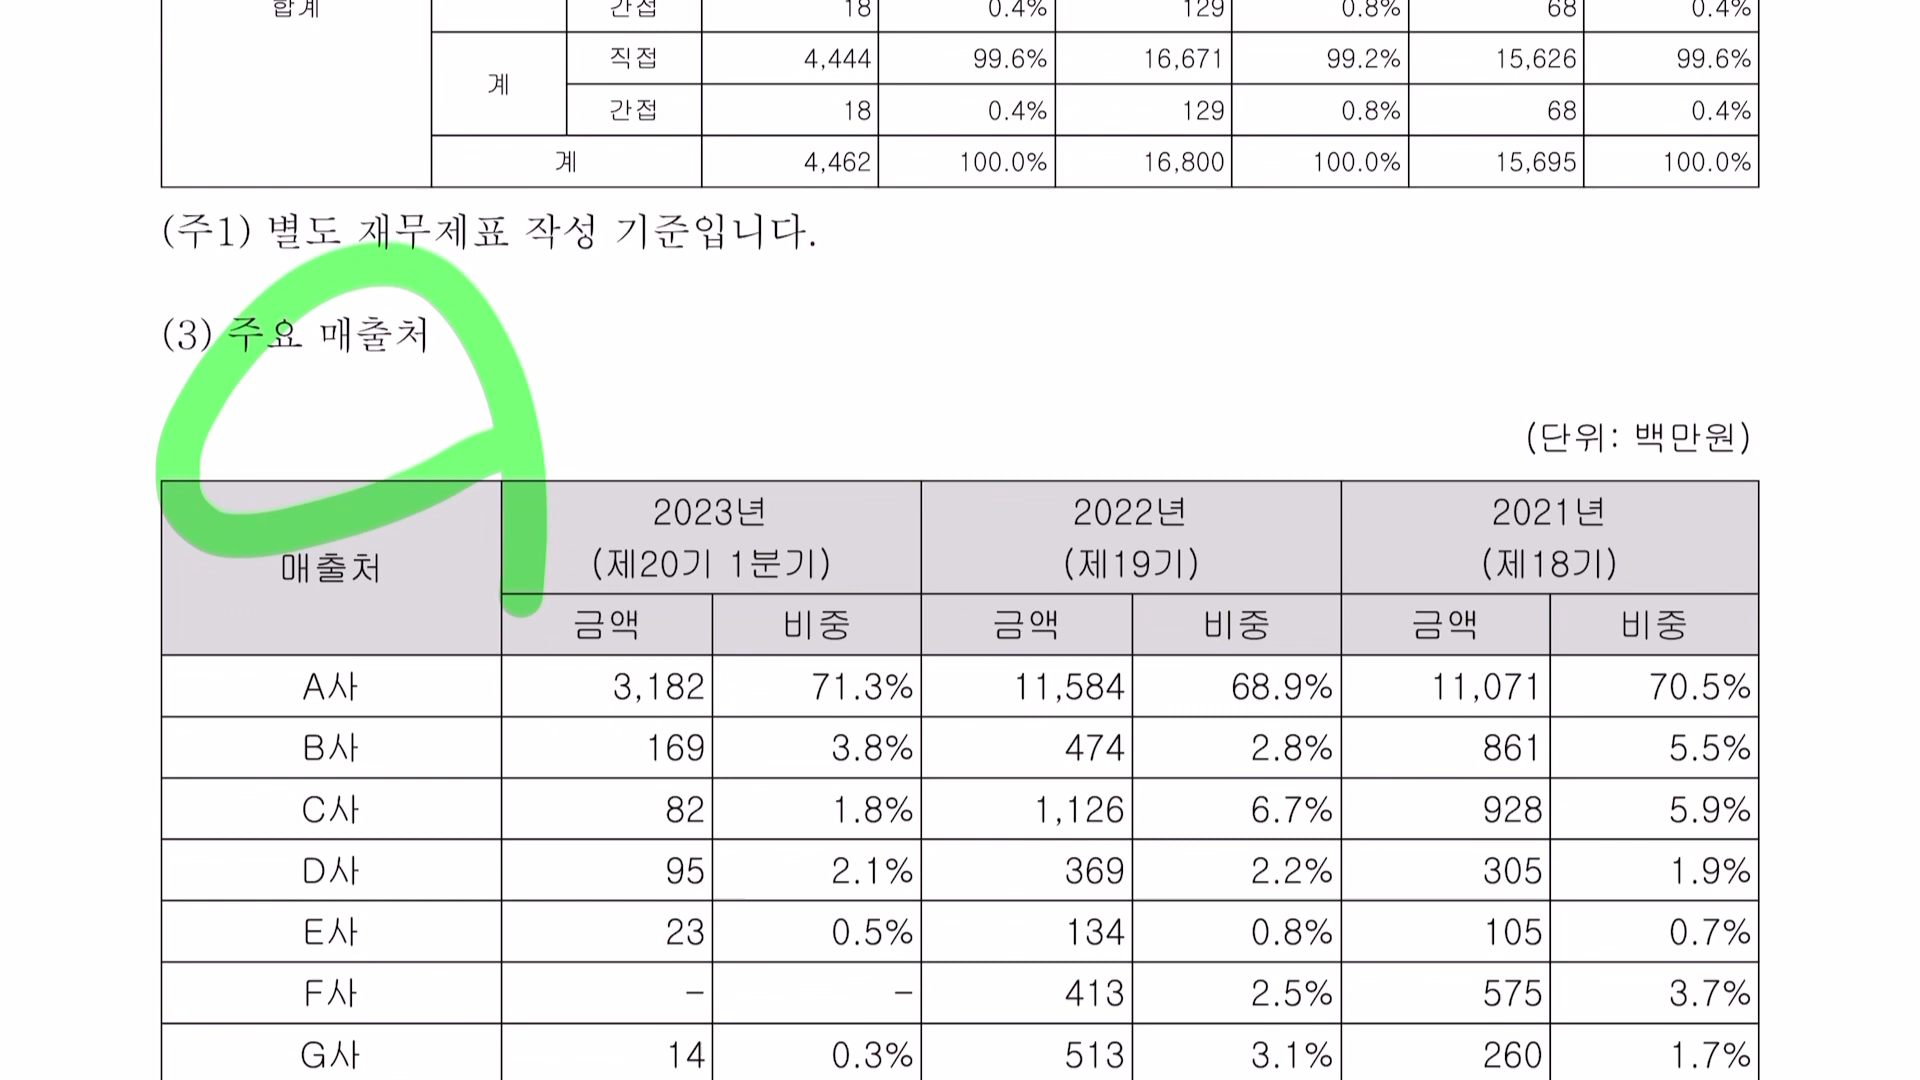 합계 간접 18 0.4% 129 0.8% 68 0.4%
계 직접 4,444 99.6% 16,671 99.2% 15,626 99.6%
간접 18 0.4% 129 0.8% 68 0.4%
계 4,462 100.0% 16,800 100.0% 15,695 100.0%
(주1) 별도 재무제표 작성 기준입니다.
(3) 주요 매출처
(단위: 백만원)
매출처 2023년 2022년 2021년
(제20기 1분기) (제19기) (제18기)
금액 비중 금액 비중 금액 비중
A사 3,182 71.3% 11,584 68.9% 11,071 70.5%
B사 169 3.8% 474 2.8% 861 5.5%
C사 82 1.8% 1,126 6.7% 928 5.9%
D사 95 2.1% 369 2.2% 305 1.9%
E사 23 0.5% 134 0.8% 105 0.7%
F사 – – 413 2.5% 575 3.7%
G사 14 0.3% 513 3.1% 260 1.7%